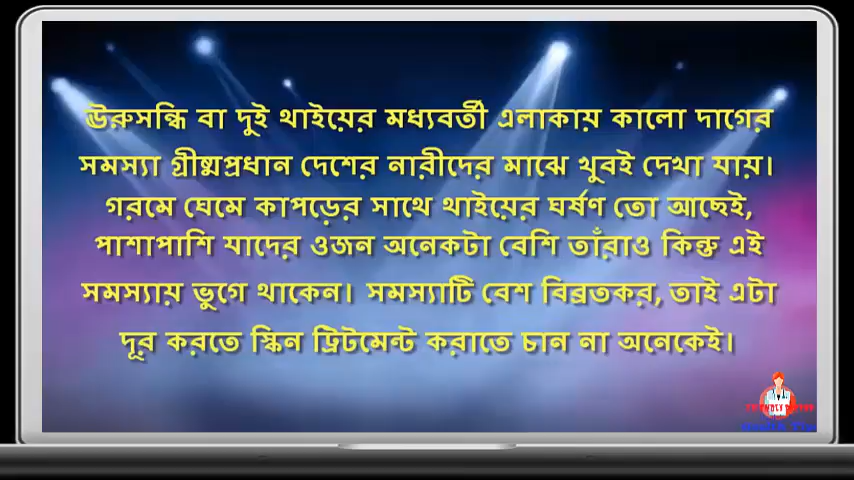 ঊরুসন্ধি বা দুই থাইয়ের মধ্যবর্তী এলাকায় কালো দাগের
সমস্যা গ্রীষ্মপ্রধান দেশের নারীদের মাঝে খুবই দেখা যায়।
গরমে ঘেমে কাপড়ের সাথে থাইয়ের ঘর্ষণ তো আছেই,
পাশাপাশি যাদের ওজন অনেকটা বেশি তাঁরাও কিন্তু এই
সমস্যায় ভুগে থাকেন। সমস্যাটি বেশ বিব্রতকর, তাই এটা
দূর করতে স্কিন ট্রিটমেন্ট করাতে চান না অনেকেই।